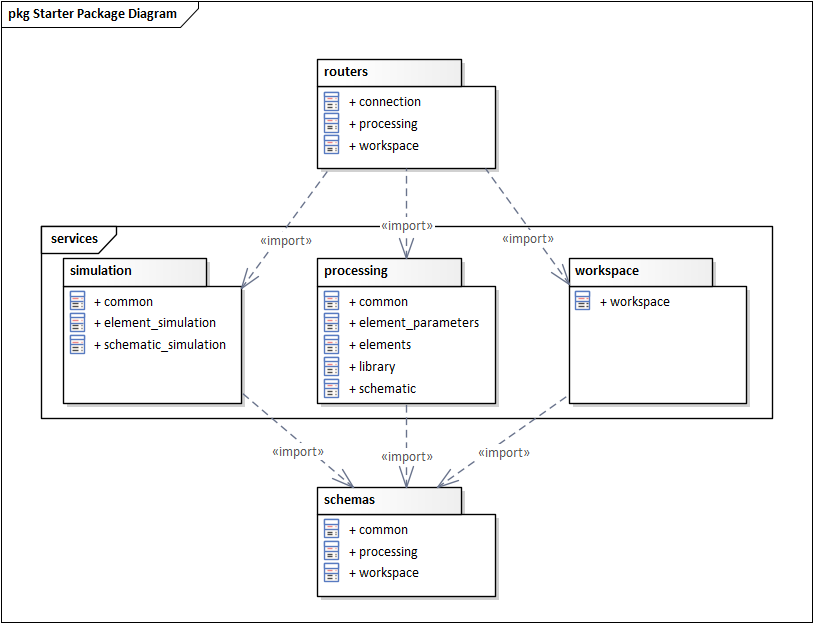 pkg Starter Package Diagram
routers
+ connection
+ processing
+ workspace
«import»
«import»
«import»
services
simulation
+ common
+ element_simulation
+ schematic_simulation
processing
+ common
+ element_parameters
+ elements
+ library
+ schematic
workspace
+ workspace
«import»
«import»
«import»
schemas
+ common
+ processing
+ workspace